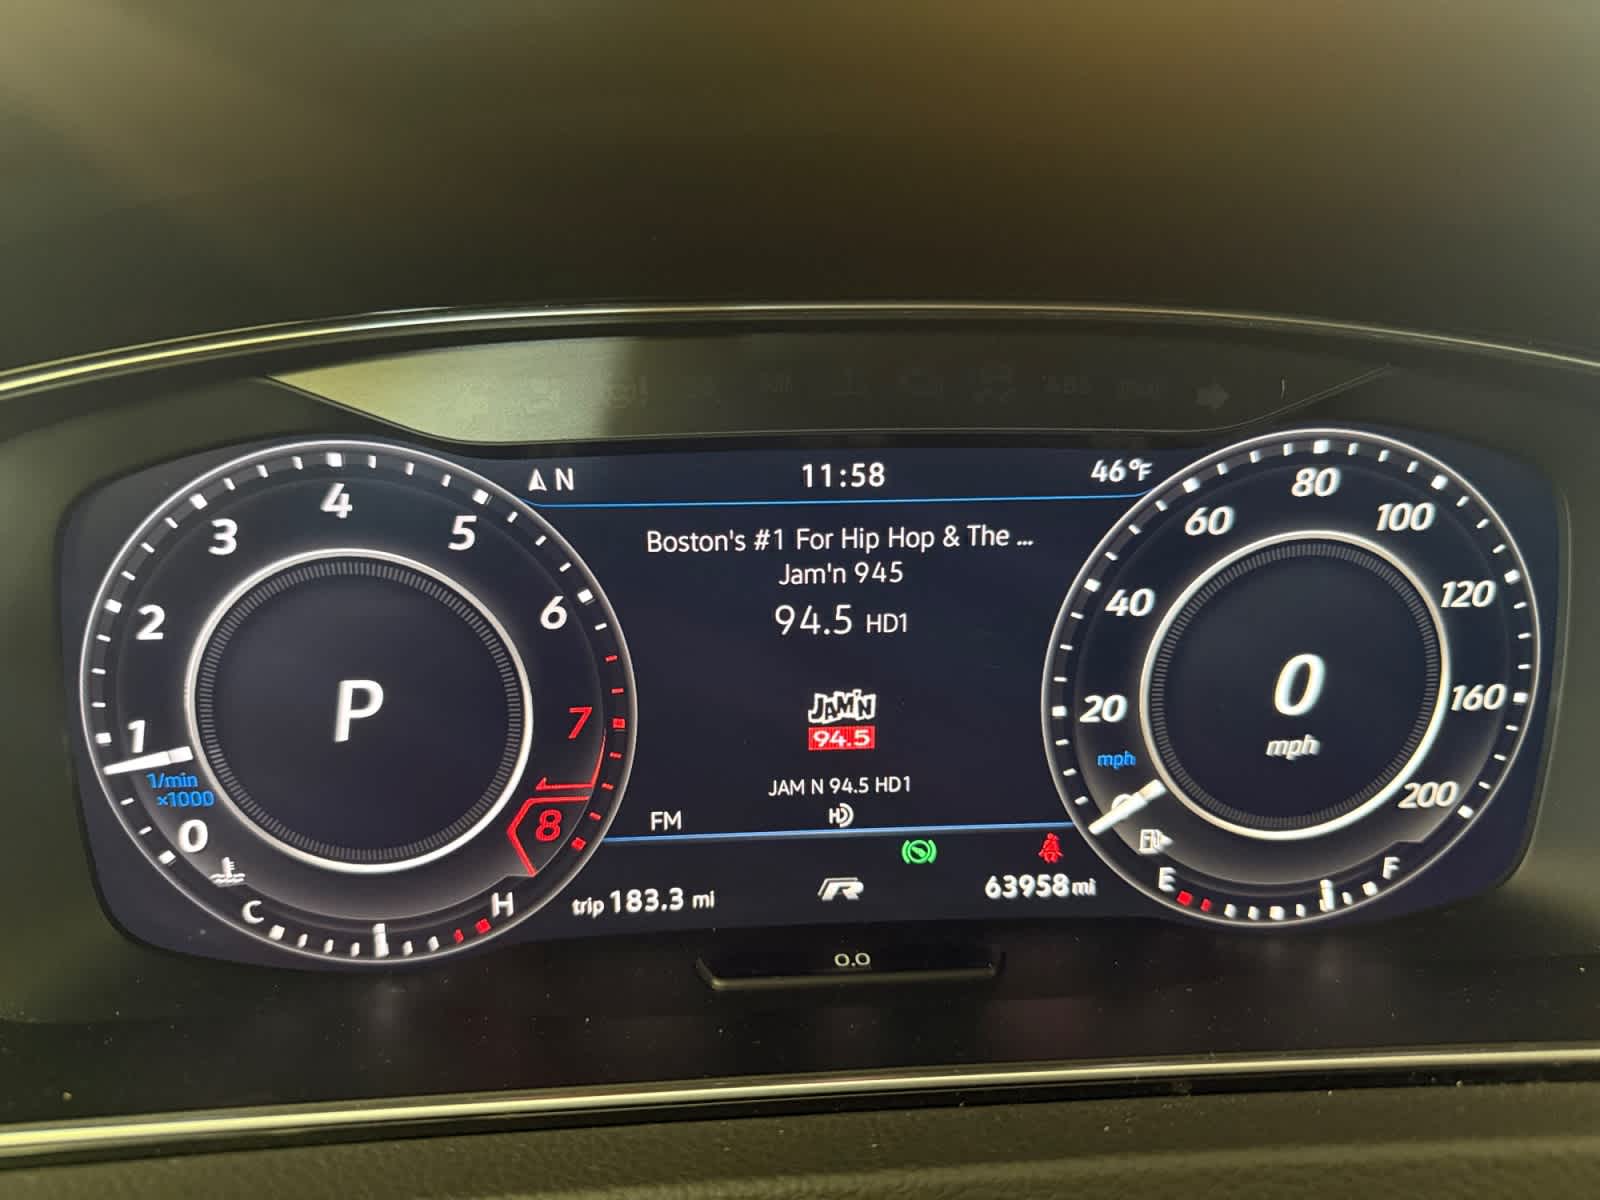 N
11:58
46°F
Boston's #1 For Hip Hop & The ...
Jam'n 945
94.5 HD1
JAM'N
94.5
JAM N 94.5 HD1
HD
FM
trip 183.3 mi
R
63958 mi
0.0
0
1
2
3
4
5
6
7
8
1/min
x1000
P
C
H
20
40
60
80
100
120
160
200
mph
0
mph
E
F